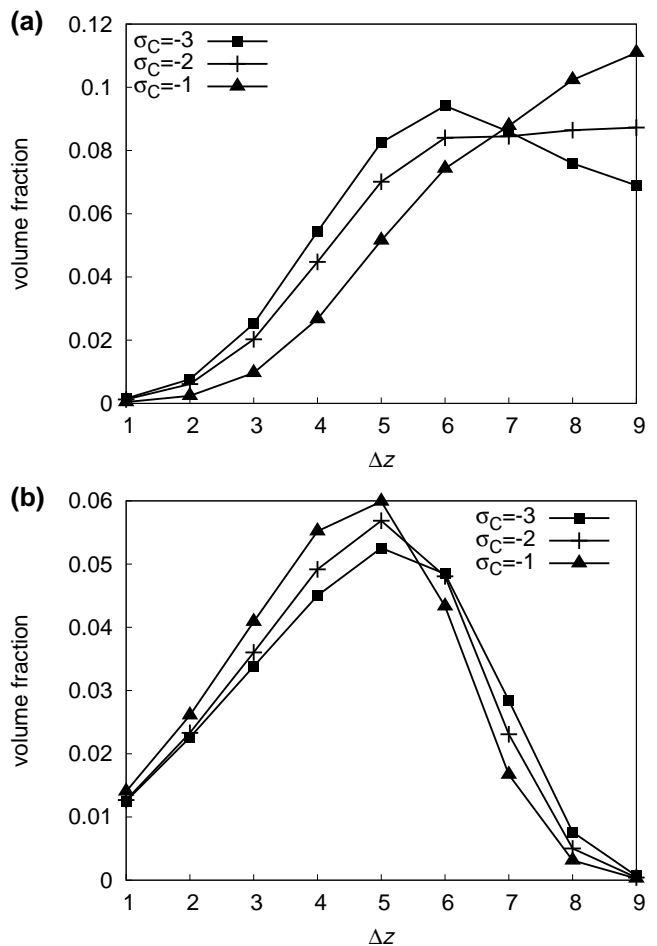 (a)
0.12
0.1
0.08
0.06
0.04
0.02
0
volume fraction
σC=-3
σC=-2
σC=-1
1 2 3 4 5 6 7 8 9
Δz
(b)
0.06
0.05
0.04
0.03
0.02
0.01
0
volume fraction
σC=-3
σC=-2
σC=-1
1 2 3 4 5 6 7 8 9
Δz